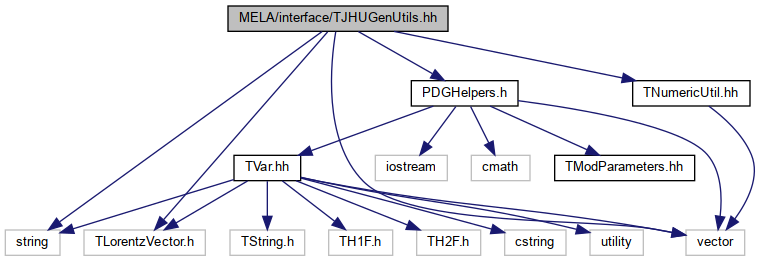 MELA/interface/TJHUGenUtils.hh
PDGHelpers.h
TNumericUtil.hh
TVar.hh
iostream
cmath
TModParameters.hh
string
TLorentzVector.h
TString.h
TH1F.h
TH2F.h
cstring
utility
vector